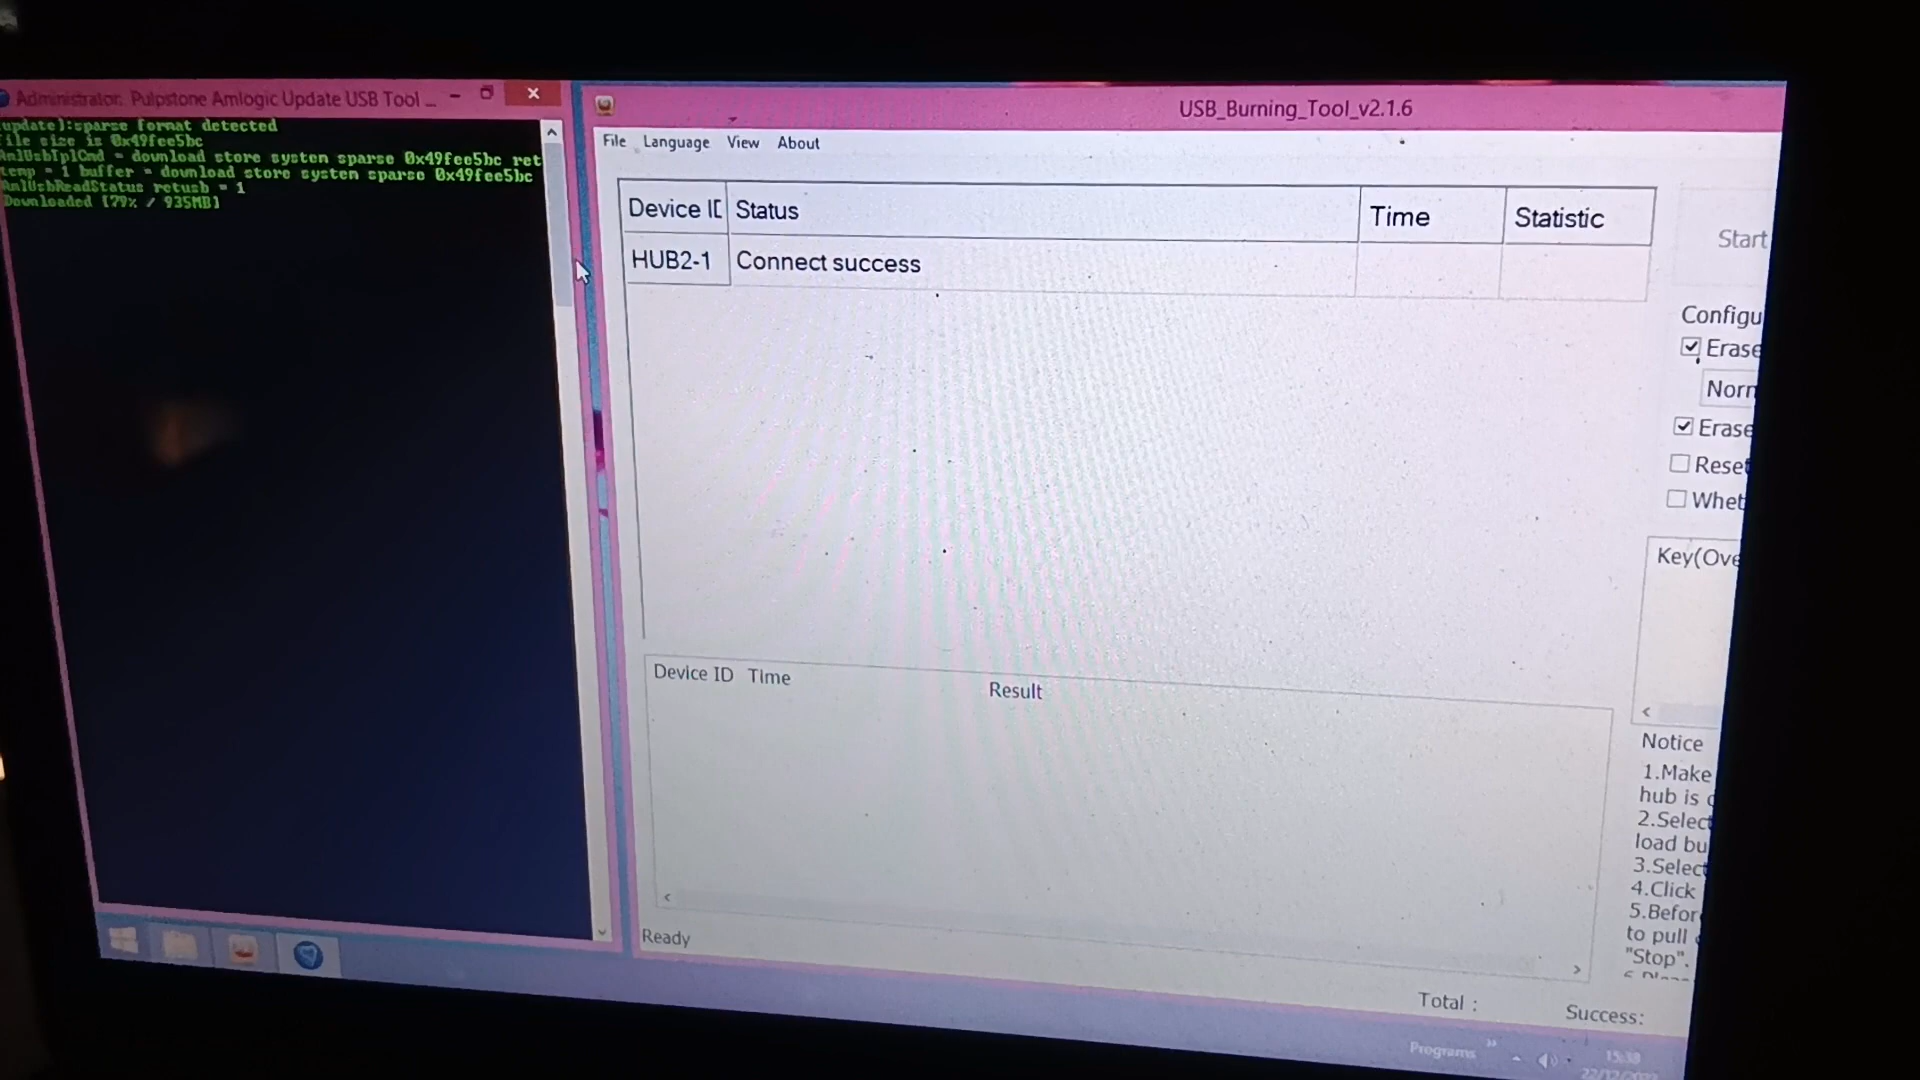 Administrator: Pulpstone Amlogic Update USB Tool ...
update]:sparse format detected
file size is 0x49fee5bc
AmlUsbTplCmd = download store system sparse 0x49fee5bc ret
temp = 1 buffer = download store system sparse 0x49fee5bc
AmlUsbReadStatus retusb = 1
Downloaded [79% / 935MB]
USB_Burning_Tool_v2.1.6
File Language View About
Device ID Status Time Statistic
HUB2-1 Connect success
Start
Configu
Erase
Norn
Erase
Reset
Whet
Key(Ove
Device ID Time Result
Notice
1.Make
hub is
2.Select
load bu
3.Select
4.Click
5.Befor
to pull
"Stop".
Ready
Total :
Success:
Programs
15:38